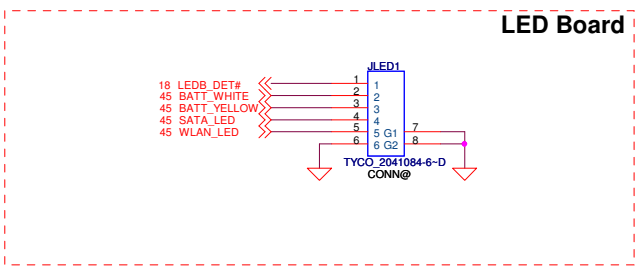 LED Board
JLED1
18 LEDB_DET# 1 1
45 BATT_WHITE 2 2
45 BATT_YELLOW 3 3
45 SATA_LED 4 4
45 WLAN_LED 5 5 G1 7
6 6 G2 8
TYCO_2041084-6~D
CONN@